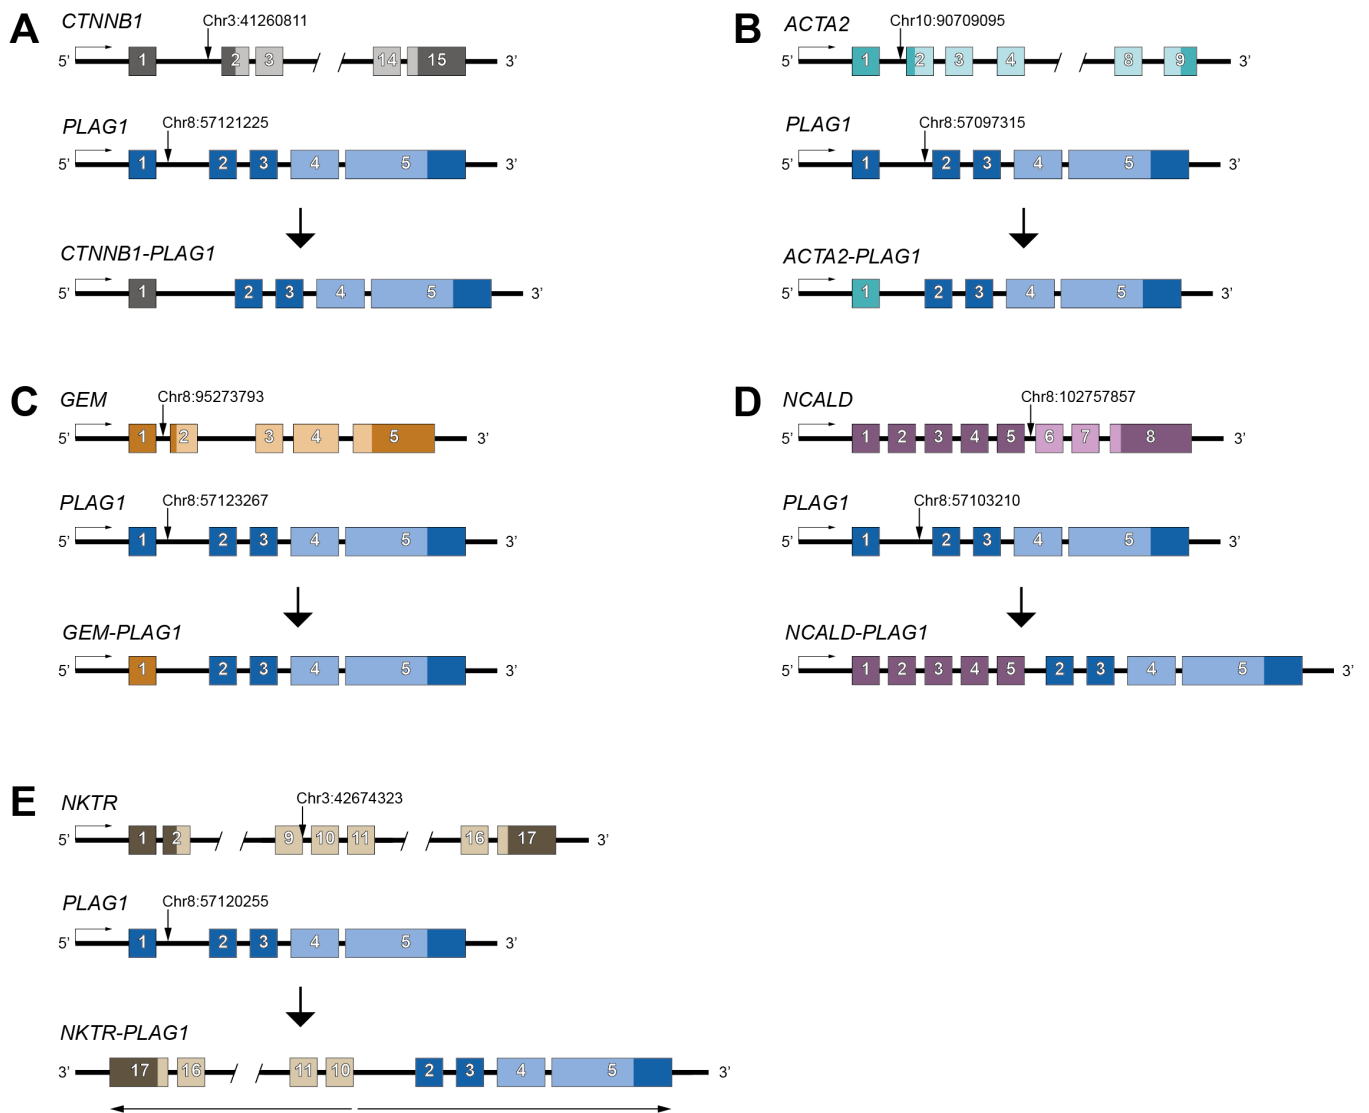 A
CTNNB1
Chr3:41260811
5’ 1 2 3 14 15 3’
PLAG1
Chr8:57121225
5’ 1 2 3 4 5 3’
CTNNB1-PLAG1
5’ 1 2 3 4 5 3’
B
ACTA2
Chr10:90709095
5’ 1 2 3 4 8 9 3’
PLAG1
Chr8:57097315
5’ 1 2 3 4 5 3’
ACTA2-PLAG1
5’ 1 2 3 4 5 3’
C
GEM
Chr8:95273793
5’ 1 2 3 4 5 3’
PLAG1
Chr8:57123267
5’ 1 2 3 4 5 3’
GEM-PLAG1
5’ 1 2 3 4 5 3’
D
NCALD
Chr8:102757857
5’ 1 2 3 4 5 6 7 8 3’
PLAG1
Chr8:57103210
5’ 1 2 3 4 5 3’
NCALD-PLAG1
5’ 1 2 3 4 5 2 3 4 5 3’
E
NKTR
Chr3:42674323
5’ 1 2 9 10 11 16 17 3’
PLAG1
Chr8:57120255
5’ 1 2 3 4 5 3’
NKTR-PLAG1
3’ 17 16 11 10 2 3 4 5 3’